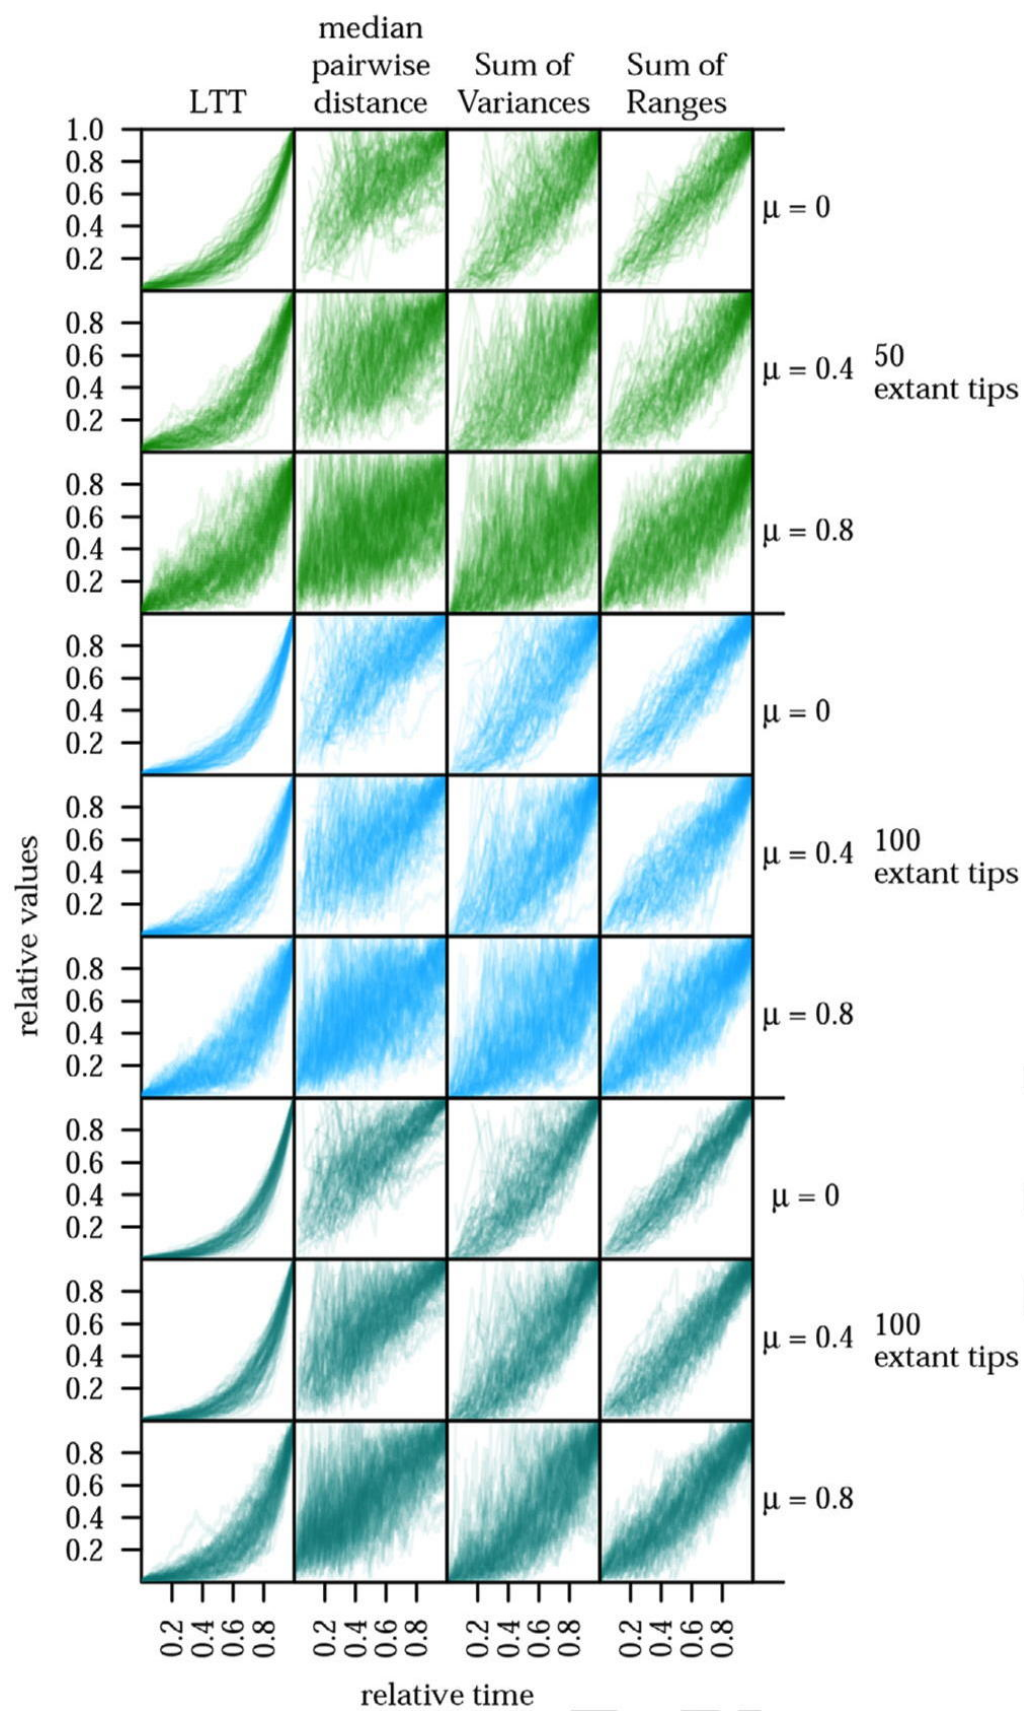 LTT
median
pairwise
distance
Sum of
Variances
Sum of
Ranges
1.0
0.8
0.6
0.4
0.2
μ = 0
0.8
0.6
0.4
0.2
μ = 0.4
50
extant tips
0.8
0.6
0.4
0.2
μ = 0.8
0.8
0.6
0.4
0.2
μ = 0
0.8
0.6
0.4
0.2
μ = 0.4
100
extant tips
0.8
0.6
0.4
0.2
μ = 0.8
0.8
0.6
0.4
0.2
μ = 0
0.8
0.6
0.4
0.2
μ = 0.4
100
extant tips
0.8
0.6
0.4
0.2
μ = 0.8
relative values
0.2 0.4 0.6 0.8 0.2 0.4 0.6 0.8 0.2 0.4 0.6 0.8 0.2 0.4 0.6 0.8
relative time